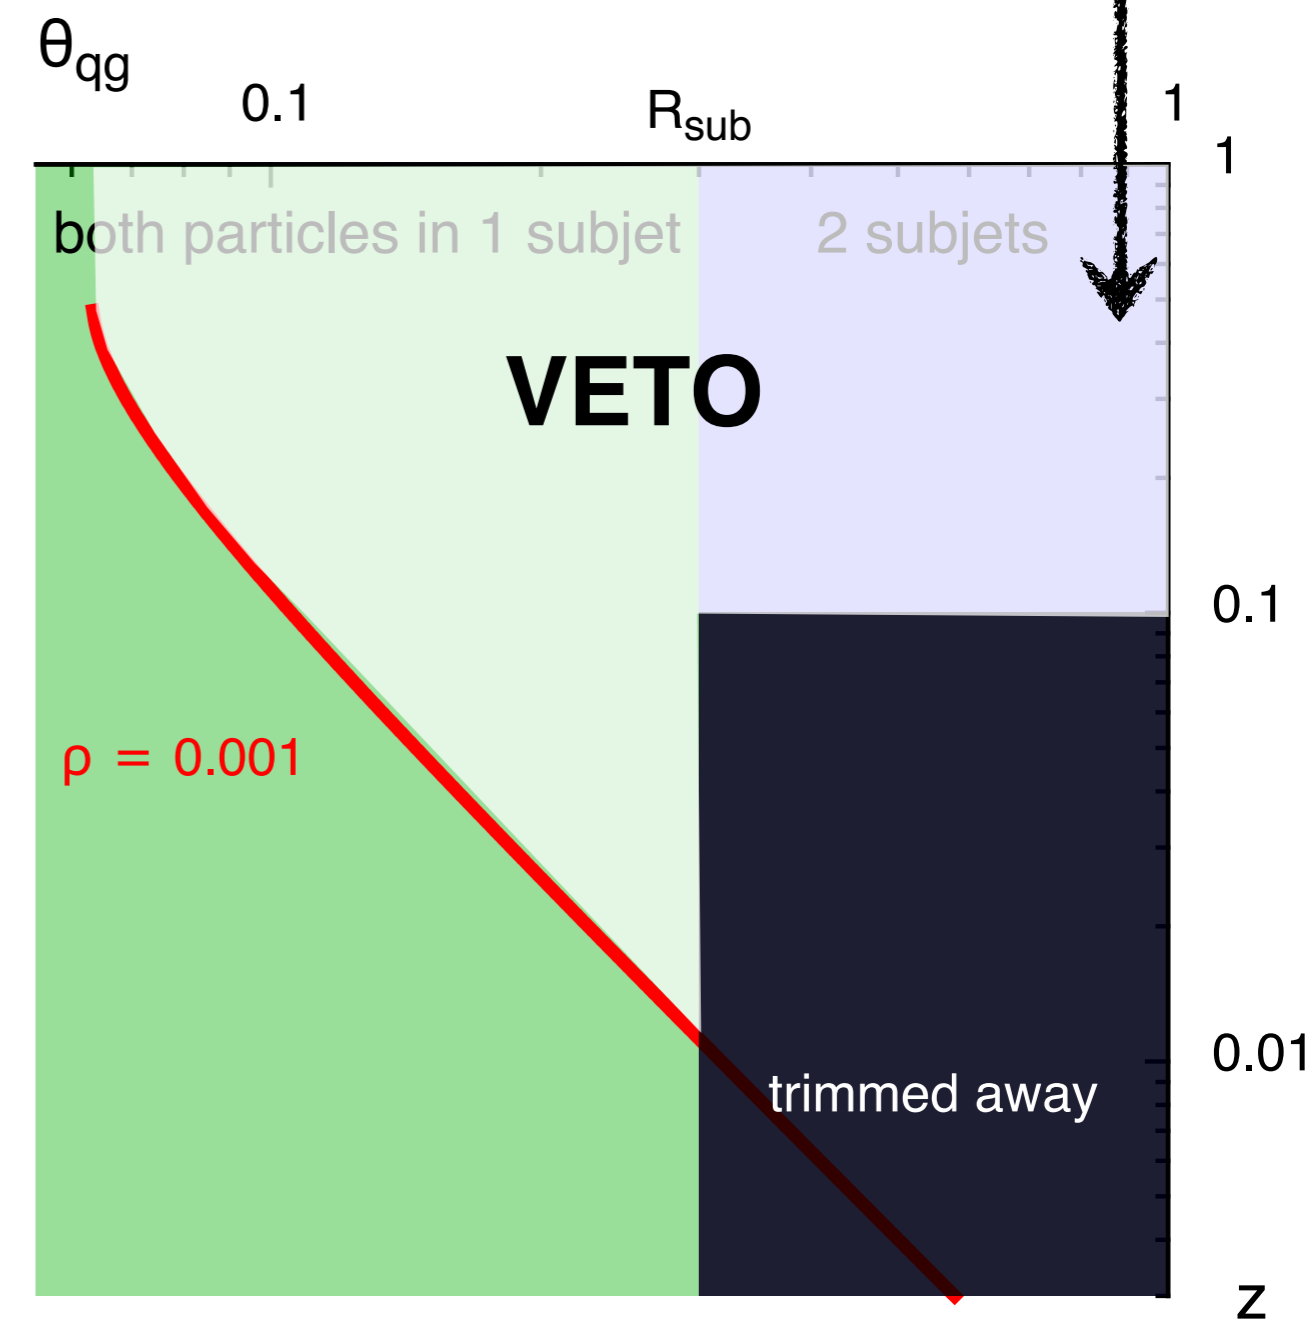 θqg
0.1 Rsub 1
1
both particles in 1 subjet 2 subjets
VETO
0.1
ρ = 0.001
0.01
trimmed away
z